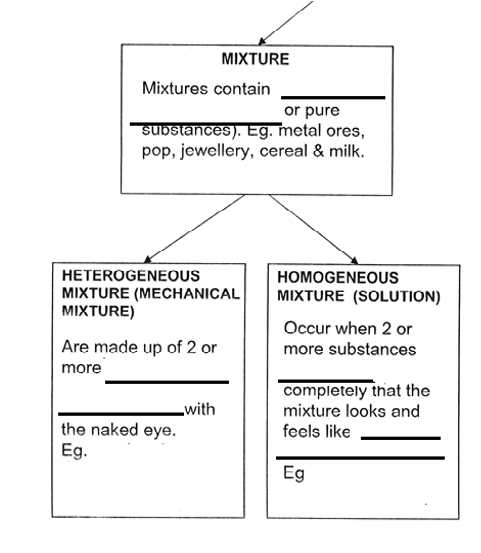 MIXTURE
Mixtures contain
or pure
substances). Eg. metal ores,
pop, jewellery, cereal & milk.
HETEROGENEOUS
MIXTURE (MECHANICAL
MIXTURE)
Are made up of 2 or
more
with
the naked eye.
Eg.
HOMOGENEOUS
MIXTURE (SOLUTION)
Occur when 2 or
more substances
completely that the
mixture looks and
feels like
Eg